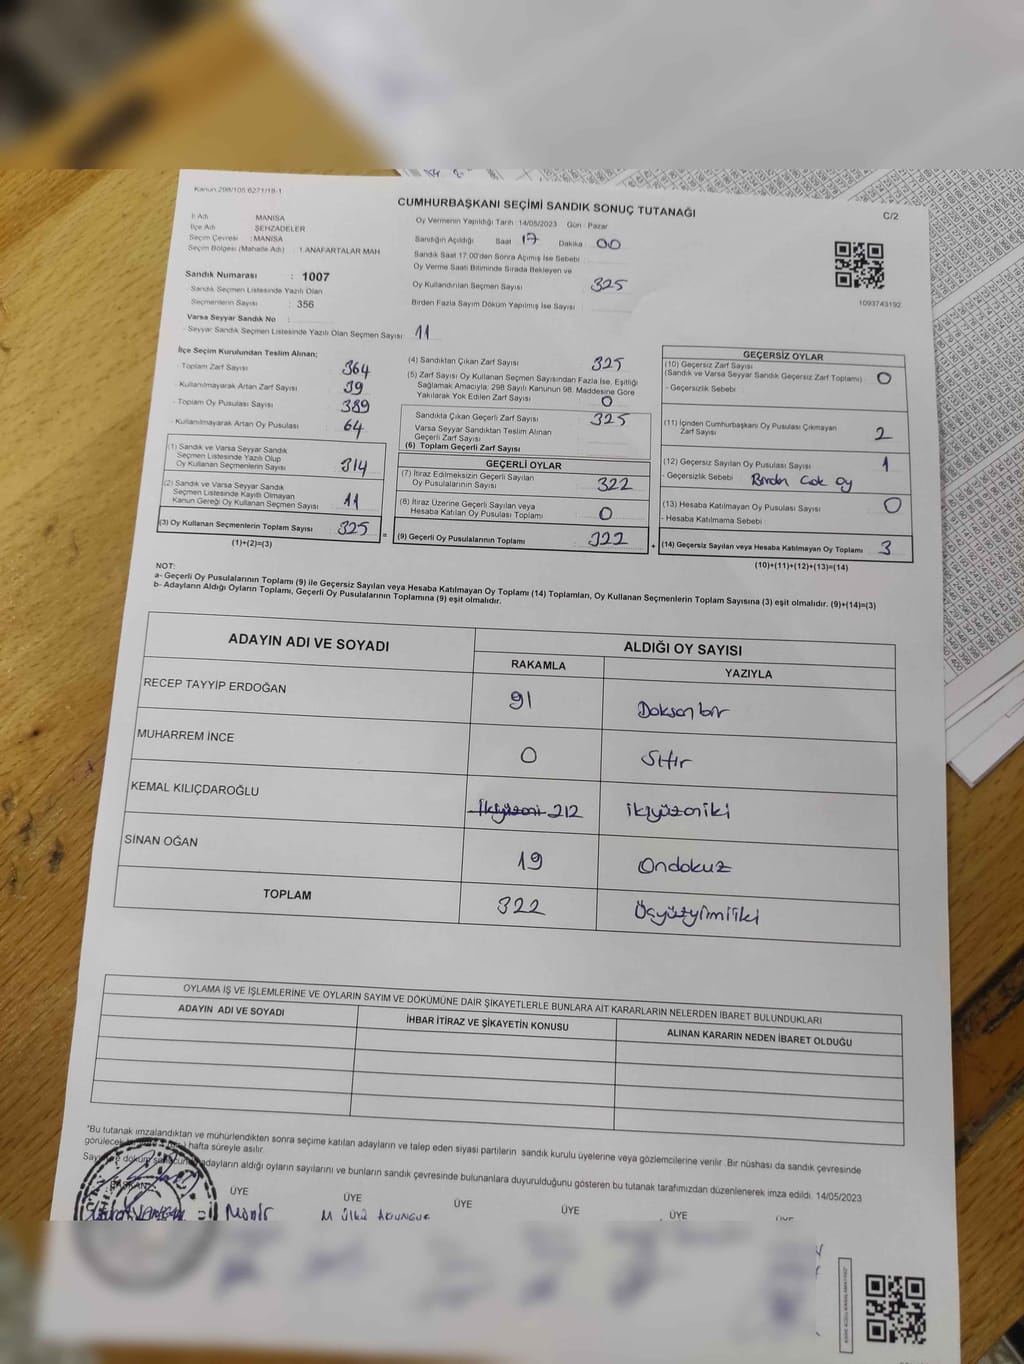 Kanun 298/105 6271/18-1
CUMHURBAŞKANI SEÇİMİ SANDIK SONUÇ TUTANAĞI
C/2
İl Adı MANİSA
İlçe Adı ŞEHZADELER
Seçim Çevresi : MANİSA
Seçim Bölgesi (Mahalle Adı) : 1.ANAFARTALAR MAH
Sandık Numarası : 1007
- Sandık Seçmen Listesinde Yazılı Olan
Seçmenlerin Sayısı : 356
Varsa Seyyar Sandık No :
- Seyyar Sandık Seçmen Listesinde Yazılı Olan Seçmen Sayısı : 11
Oy Vermenin Yapıldığı Tarih : 14/05/2023 Gün : Pazar
Sandığın Açıldığı Saat 17 Dakika : 00
Sandık Saat 17:00'den Sonra Açımış İse Sebebi :
Oy Verme Saati Bitiminde Sırada Bekleyen ve
Oy Kullandırılan Seçmen Sayısı : 325
Birden Fazla Sayım Döküm Yapılmış İse Sayısı :
1093743192
İlçe Seçim Kurulundan Teslim Alınan;
- Toplam Zarf Sayısı : 364
- Kullanılmayarak Artan Zarf Sayısı : 39
- Toplam Oy Pusulası Sayısı : 389
- Kullanılmayarak Artan Oy Pusulası : 64
(1) Sandık ve Varsa Seyyar Sandık
Seçmen Listesinde Yazılı Olup
Oy Kullanan Seçmenlerin Sayısı : 314
(2) Sandık ve Varsa Seyyar Sandık
Seçmen Listesinde Kayıtlı Olmayan
Kanun Gereği Oy Kullanan Seçmen Sayısı : 11
(3) Oy Kullanan Seçmenlerin Toplam Sayısı : 325 =
(1)+(2)=(3)
(4) Sandıktan Çıkan Zarf Sayısı : 325
(5) Zarf Sayısı Oy Kullanan Seçmen Sayısından Fazla İse, Eşitliği
Sağlamak Amacıyla; 298 Sayılı Kanunun 98. Maddesine Göre
Yakılarak Yok Edilen Zarf Sayısı : 0
Sandıkta Çıkan Geçerli Zarf Sayısı : 325
Varsa Seyyar Sandıktan Teslim Alınan
Geçerli Zarf Sayısı
(6) Toplam Geçerli Zarf Sayısı
GEÇERLİ OYLAR
(7) İtiraz Edilmeksizin Geçerli Sayılan
Oy Pusulalarının Sayısı : 322
(8) İtiraz Üzerine Geçerli Sayılan veya
Hesaba Katılan Oy Pusulası Toplamı : 0
(9) Geçerli Oy Pusulalarının Toplamı : 322 +
GEÇERSİZ OYLAR
(10) Geçersiz Zarf Sayısı
(Sandık ve Varsa Seyyar Sandık Geçersiz Zarf Toplamı) : 0
- Geçersizlik Sebebi :
(11) İçinden Cumhurbaşkanı Oy Pusulası Çıkmayan
Zarf Sayısı : 2
(12) Geçersiz Sayılan Oy Pusulası Sayısı : 1
- Geçersizlik Sebebi : Birden Çok oy
(13) Hesaba Katılmayan Oy Pusulası Sayısı : 0
- Hesaba Katılmama Sebebi :
(14) Geçersiz Sayılan veya Hesaba Katılmayan Oy Toplamı : 3
(10)+(11)+(12)+(13)=(14)
NOT:
a- Geçerli Oy Pusulalarının Toplamı (9) ile Geçersiz Sayılan veya Hesaba Katılmayan Oy Toplamı (14) Toplamları, Oy Kullanan Seçmenlerin Toplam Sayısına (3) eşit olmalıdır. (9)+(14)=(3)
b- Adayların Aldığı Oyların Toplamı, Geçerli Oy Pusulalarının Toplamına (9) eşit olmalıdır.
ADAYIN ADI VE SOYADI
ALDIĞI OY SAYISI
RAKAMLA YAZIYLA
RECEP TAYYİP ERDOĞAN 91 Doksanbir
MUHARREM İNCE 0 Sıfır
KEMAL KILIÇDAROĞLU İkiyüzoni 212 ikiyüzoniki
SİNAN OĞAN 19 Ondokuz
TOPLAM 322 Üçyüzyirmiiki
OYLAMA İŞ VE İŞLEMLERİNE VE OYLARIN SAYIM VE DÖKÜMÜNE DAİR ŞİKAYETLERLE BUNLARA AİT KARARLARIN NELERDEN İBARET BULUNDUKLARI
ADAYIN ADI VE SOYADI İHBAR İTİRAZ VE ŞİKAYETİN KONUSU ALINAN KARARIN NEDEN İBARET OLDUĞU
*Bu tutanak imzalandıktan ve mühürlendikten sonra seçime katılan adayların ve talep eden siyasi partilerin sandık kurulu üyelerine veya gözlemcilerine verilir. Bir nüshası da sandık çevresinde
görülecek hafta süreyle asılır.
Sayım ve döküm sonucunda adayların aldığı oyların sayılarını ve bunların sandık çevresinde bulunanlara duyurulduğunu gösteren bu tutanak tarafımızdan düzenlenerek imza edildi. 14/05/2023
BAŞKAN ÜYE ÜYE ÜYE ÜYE ÜYE ÜYE